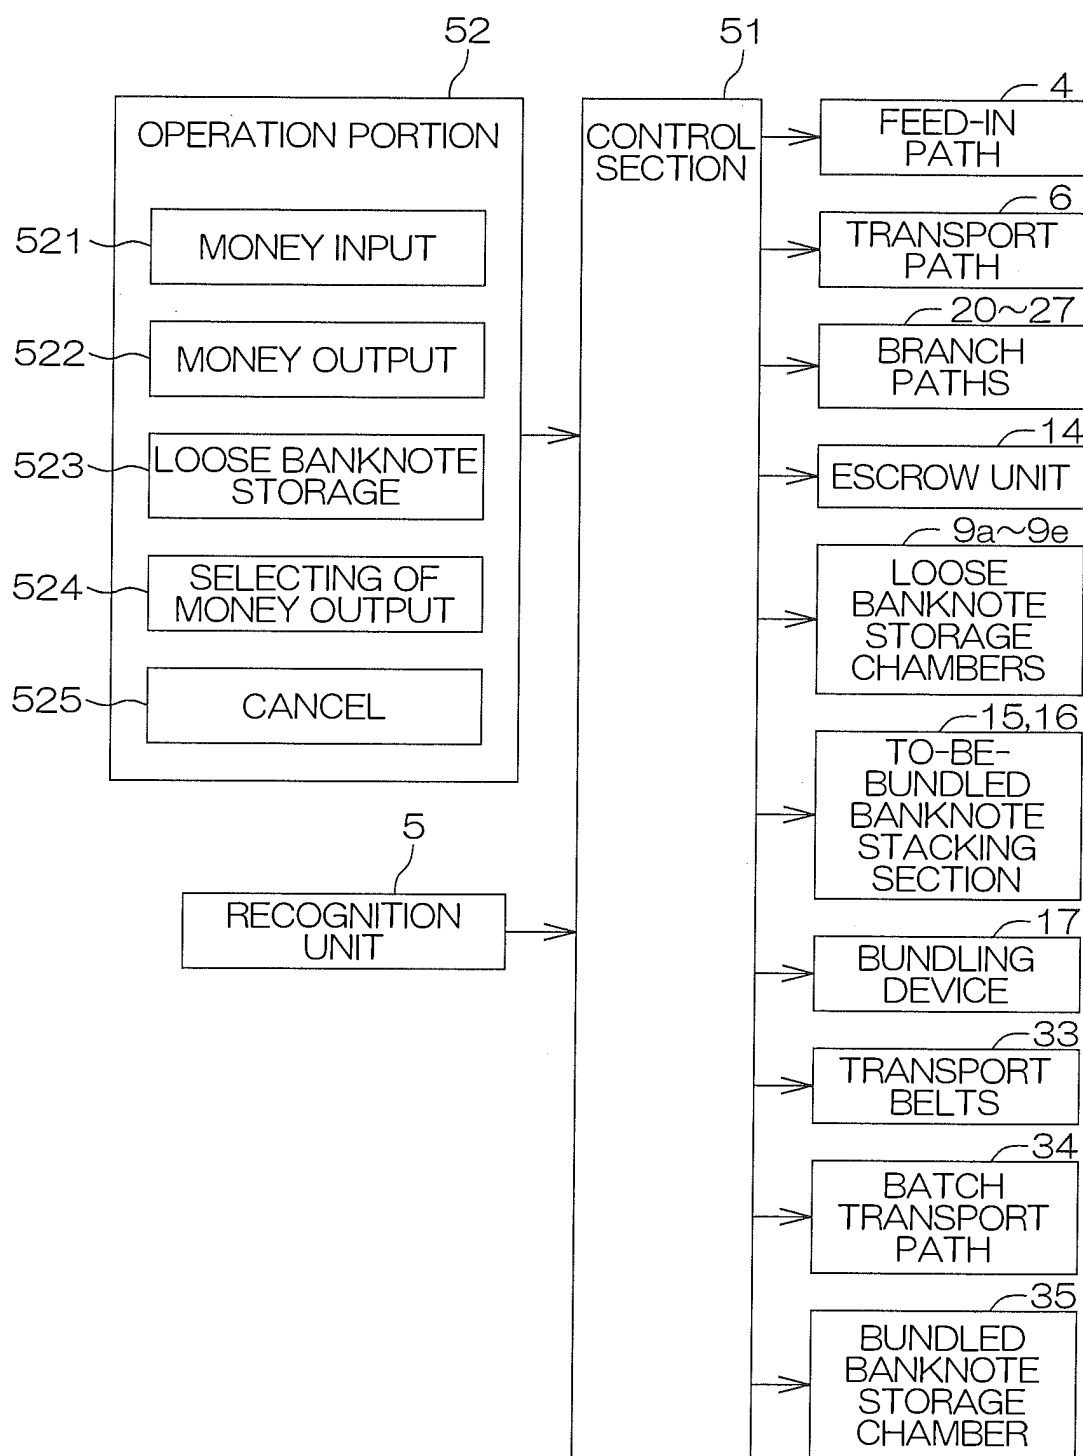 52
OPERATION PORTION
521
MONEY INPUT
522
MONEY OUTPUT
523
LOOSE BANKNOTE
STORAGE
524
SELECTING OF
MONEY OUTPUT
525
CANCEL
5
RECOGNITION
UNIT
51
CONTROL
SECTION
4
FEED-IN
PATH
6
TRANSPORT
PATH
20~27
BRANCH
PATHS
14
ESCROW UNIT
9a~9e
LOOSE
BANKNOTE
STORAGE
CHAMBERS
15,16
TO-BE-
BUNDLED
BANKNOTE
STACKING
SECTION
17
BUNDLING
DEVICE
33
TRANSPORT
BELTS
34
BATCH
TRANSPORT
PATH
35
BUNDLED
BANKNOTE
STORAGE
CHAMBER